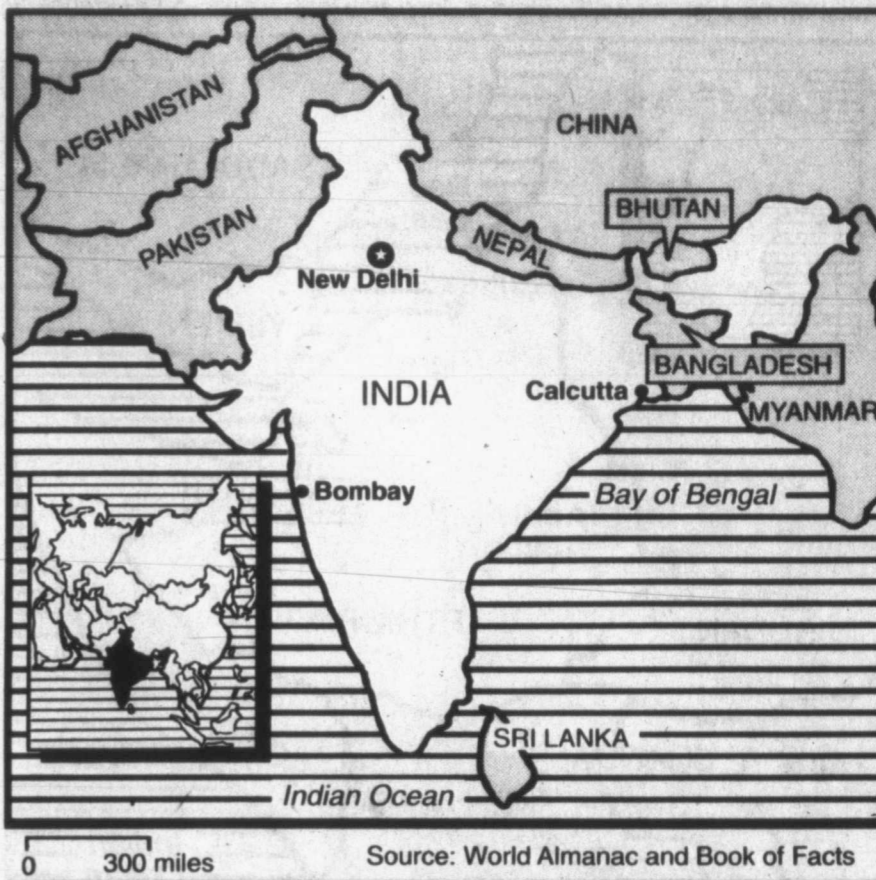 AFGHANISTAN
CHINA
BHUTAN
PAKISTAN
NEPAL
New Delhi
BANGLADESH
INDIA
Calcutta
MYANMAR
Bombay
Bay of Bengal
SRI LANKA
Indian Ocean
0 300 miles
Source: World Almanac and Book of Facts